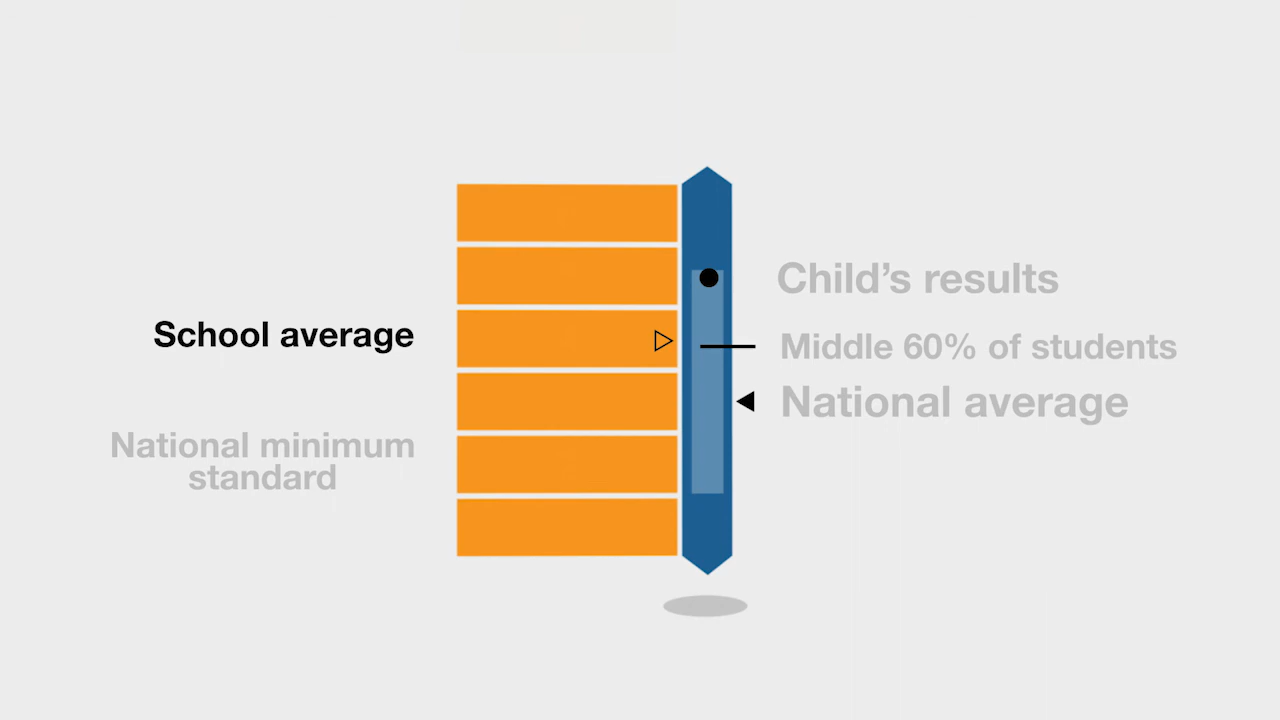 School average
National minimum
standard
Child’s results
Middle 60% of students
National average